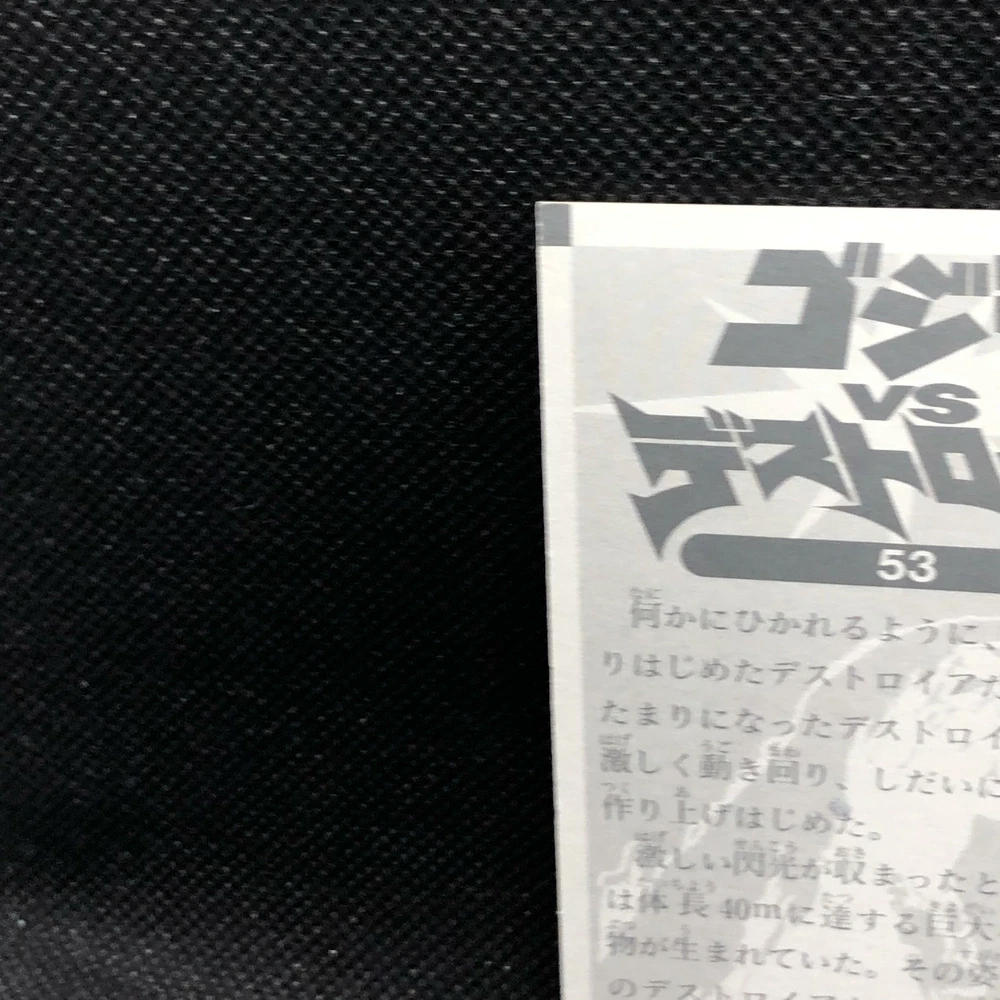 ゴジ
VS
デストロ
53
何かにひかれるように、
りはじめたデストロイアた
たまりになったデストロイ
激しく動き回り、しだいに
作り上げはじめた。
激しい閃光が収まったと
は体長40mに達する巨大
物が生まれていた。その姿
のデストロイア